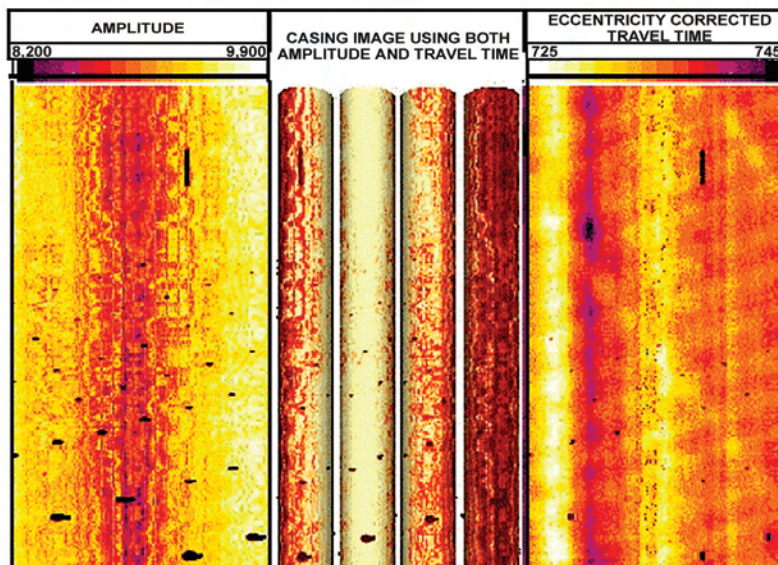 AMPLITUDE
8,200 9,900
CASING IMAGE USING BOTH
AMPLITUDE AND TRAVEL TIME
ECCENTRICITY CORRECTED
TRAVEL TIME
725 745